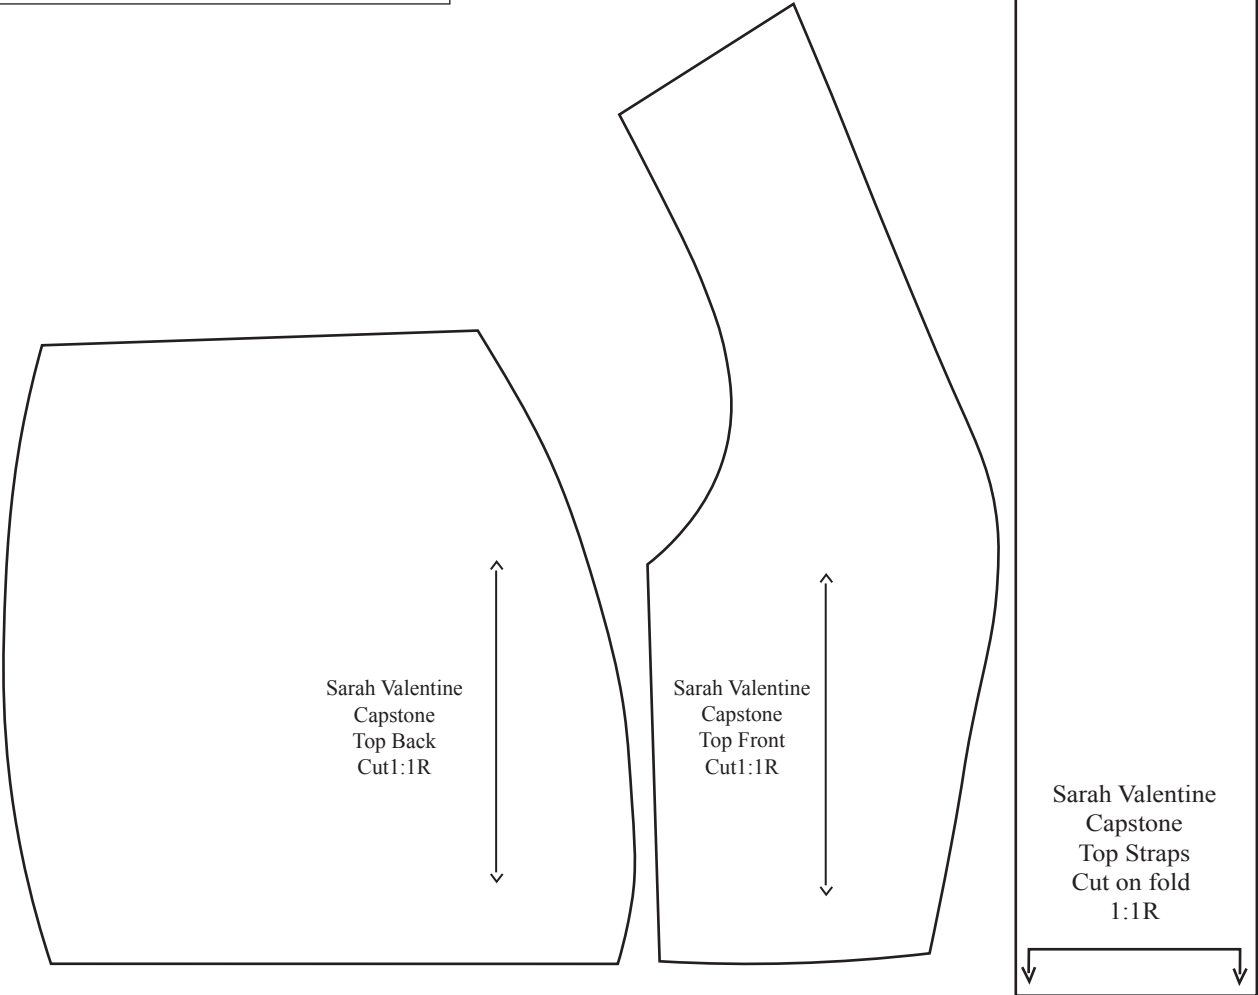 Sarah Valentine
Capstone
Top Back
Cut1:1R
Sarah Valentine
Capstone
Top Front
Cut1:1R
Sarah Valentine
Capstone
Top Straps
Cut on fold
1:1R